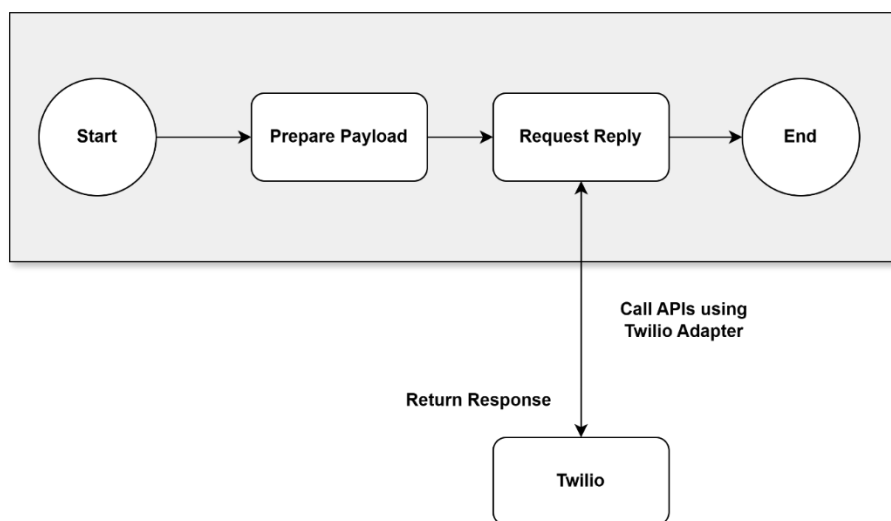 Start
Prepare Payload
Request Reply
End
Call APIs using
Twilio Adapter
Return Response
Twilio